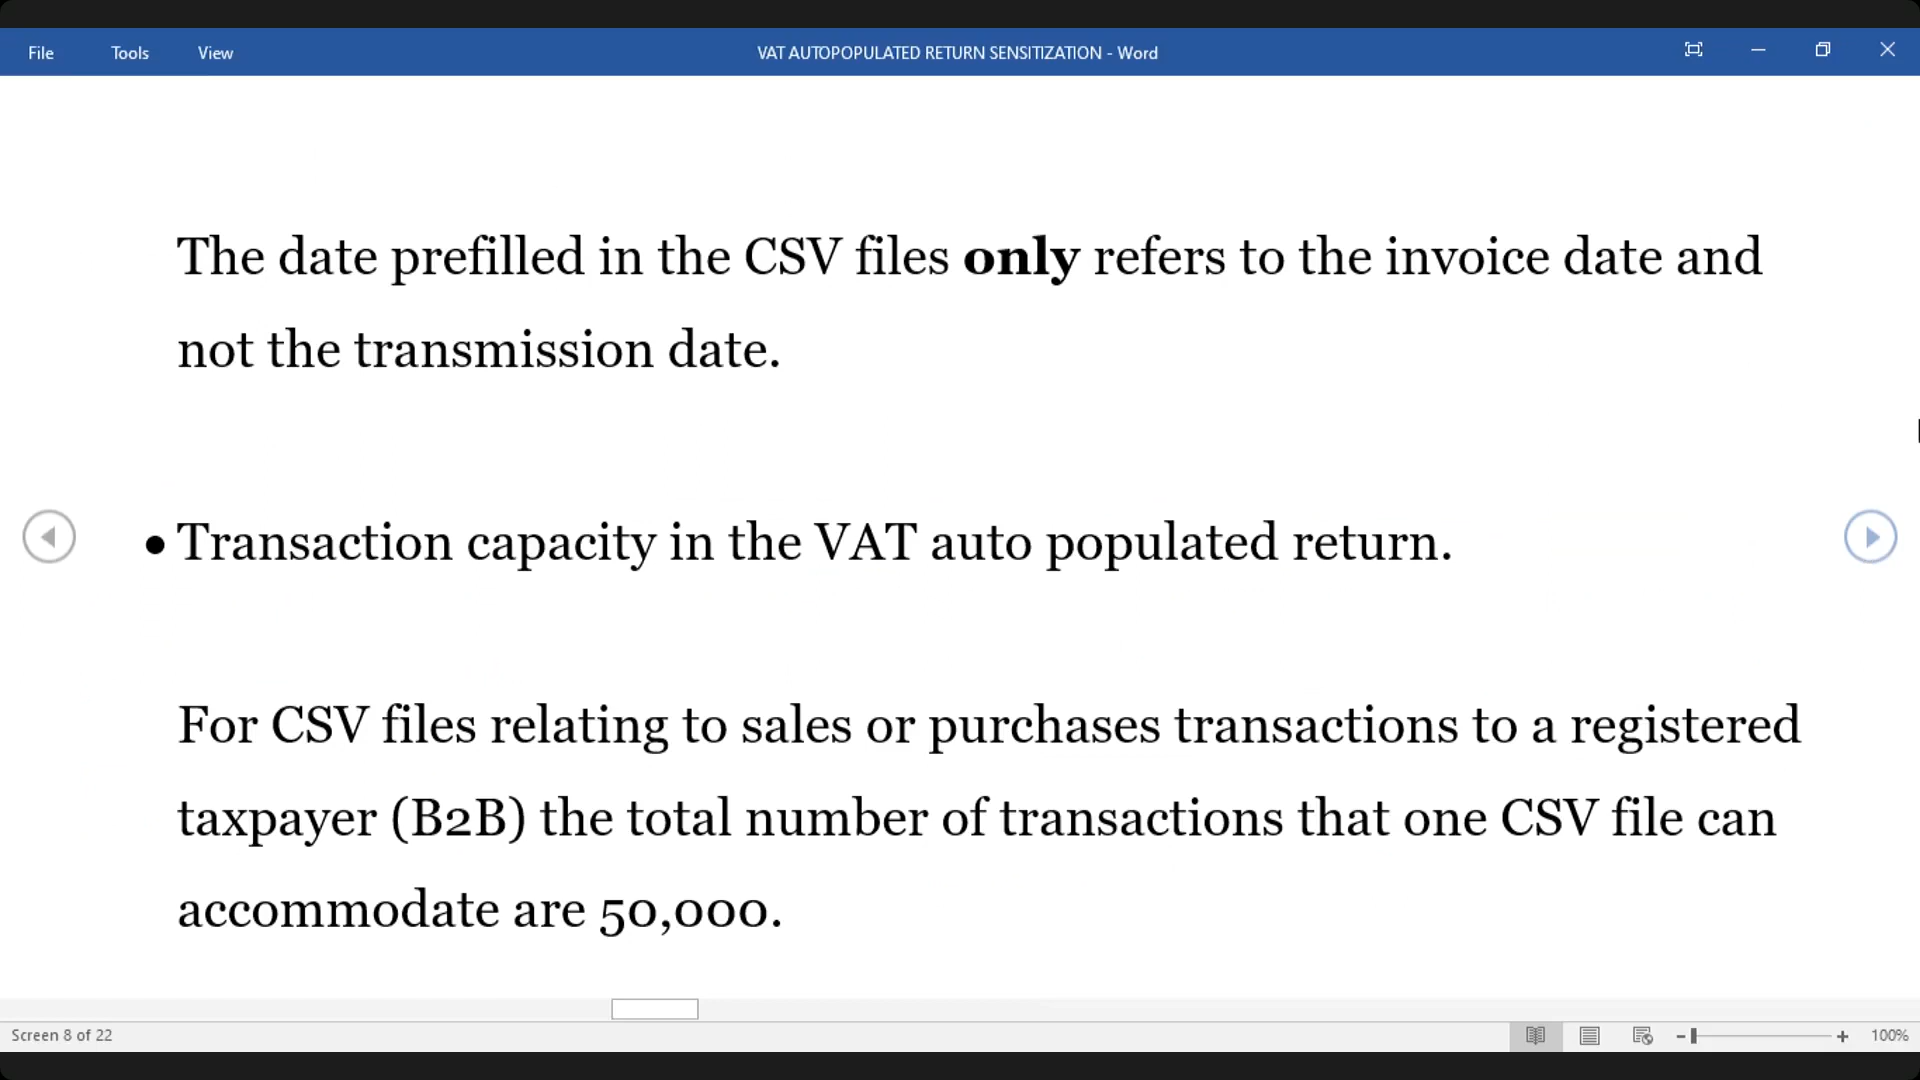 File Tools View VAT AUTOPOPULATED RETURN SENSITIZATION - Word
The date prefilled in the CSV files only refers to the invoice date and
not the transmission date.
• Transaction capacity in the VAT auto populated return.
For CSV files relating to sales or purchases transactions to a registered
taxpayer (B2B) the total number of transactions that one CSV file can
accommodate are 50,000.
Screen 8 of 22 100%